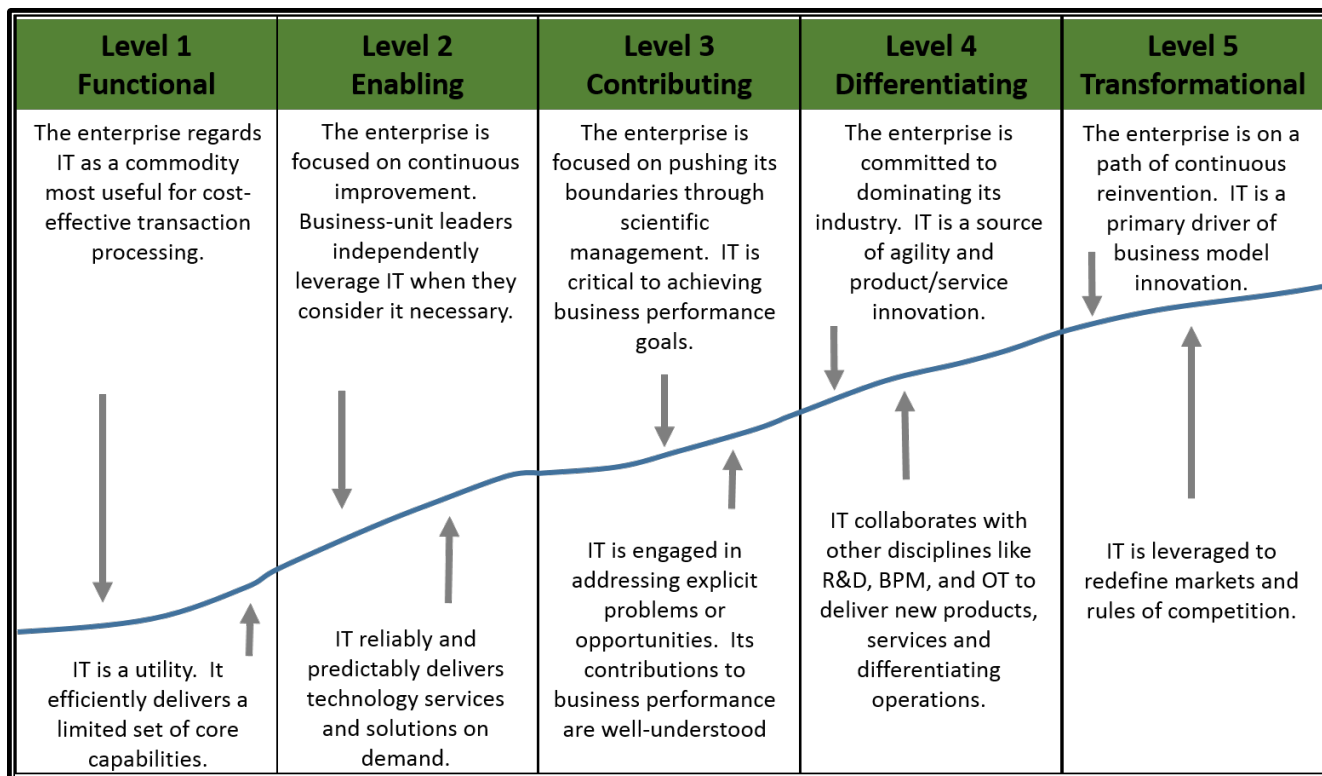 Level 1
Functional
Level 2
Enabling
Level 3
Contributing
Level 4
Differentiating
Level 5
Transformational
The enterprise regards
IT as a commodity
most useful for cost-
effective transaction
processing.
The enterprise is
focused on continuous
improvement.
Business-unit leaders
independently
leverage IT when they
consider it necessary.
The enterprise is
focused on pushing its
boundaries through
scientific
management.  IT is
critical to achieving
business performance
goals.
The enterprise is
committed to
dominating its
industry.  IT is a source
of agility and
product/service
innovation.
The enterprise is on a
path of continuous
reinvention.  IT is a
primary driver of
business model
innovation.
IT is a utility.  It
efficiently delivers a
limited set of core
capabilities.
IT reliably and
predictably delivers
technology services
and solutions on
demand.
IT is engaged in
addressing explicit
problems or
opportunities.  Its
contributions to
business performance
are well-understood
IT collaborates with
other disciplines like
R&D, BPM, and OT to
deliver new products,
services and
differentiating
operations.
IT is leveraged to
redefine markets and
rules of competition.